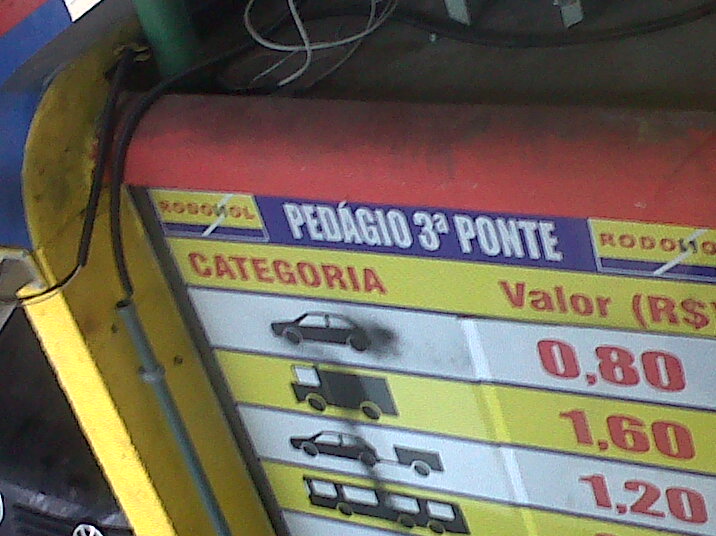 RODOSOL PEDÁGIO 3ª PONTE
CATEGORIA Valor (R$)
0,80
1,60
1,20